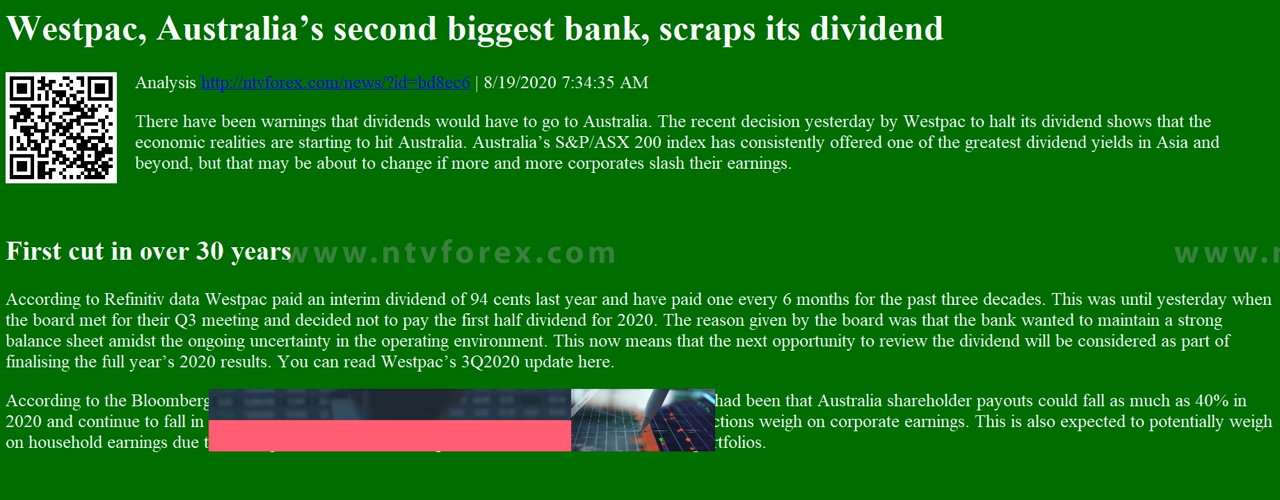 Westpac, Australia’s second biggest bank, scraps its dividend
Analysis http://ntvforex.com/news/?id=bd8ec6 | 8/19/2020 7:34:35 AM
There have been warnings that dividends would have to go to Australia. The recent decision yesterday by Westpac to halt its dividend shows that the
economic realities are starting to hit Australia. Australia’s S&P/ASX 200 index has consistently offered one of the greatest dividend yields in Asia and
beyond, but that may be about to change if more and more corporates slash their earnings.
First cut in over 30 years
www.ntvforex.com www.n
According to Refinitiv data Westpac paid an interim dividend of 94 cents last year and have paid one every 6 months for the past three decades. This was until yesterday when
the board met for their Q3 meeting and decided not to pay the first half dividend for 2020. The reason given by the board was that the bank wanted to maintain a strong
balance sheet amidst the ongoing uncertainty in the operating environment. This now means that the next opportunity to review the dividend will be considered as part of
finalising the full year’s 2020 results. You can read Westpac’s 3Q2020 update here.
According to the Bloomberg had been that Australia shareholder payouts could fall as much as 40% in
2020 and continue to fall in ctions weigh on corporate earnings. This is also expected to potentially weigh
on household earnings due t rtfolios.